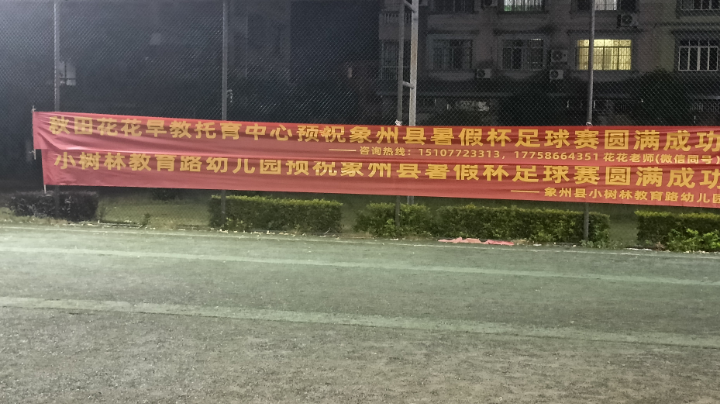 秋田花花早教托育中心预祝象州县暑假杯足球赛圆满成功
——咨询热线：15107723313，17758664351 花花老师(微信同号)
小树林教育路幼儿园预祝象州县暑假杯足球赛圆满成功
——象州县小树林教育路幼儿园